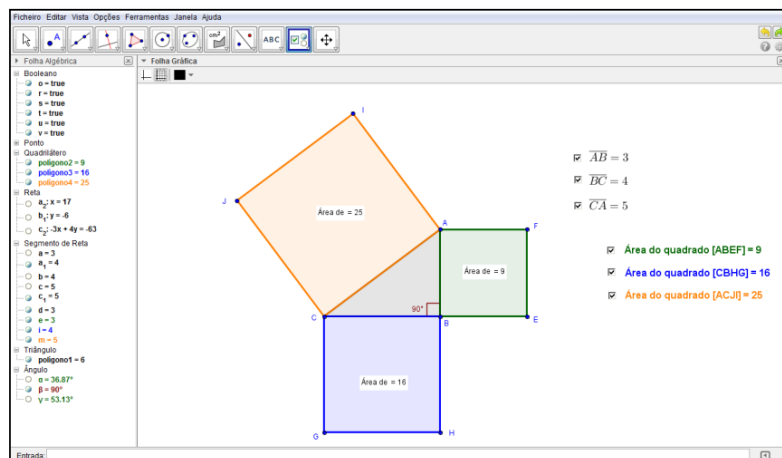 Ficheiro Editar Vista Opções Ferramentas Janela Ajuda
A
cm²
ABC
Folha Algébrica
Folha Gráfica
Booleano
o = true
r = true
s = true
t = true
u = true
v = true
Ponto
Quadrilátero
polígono2 = 9
polígono3 = 16
polígono4 = 25
Reta
a₂: x = 17
b₁: y = -6
c₂: -3x + 4y = -63
Segmento de Reta
a = 3
a₁ = 4
b = 4
c = 5
c₁ = 5
d = 3
e = 3
i = 4
m = 5
Triângulo
polígono1 = 6
Ângulo
α = 36.87°
β = 90°
γ = 53.13°
I
J
Área de = 25
A
F
Área de = 9
90°
C
B
E
Área de = 16
G
H
AB = 3
BC = 4
CA = 5
Área do quadrado [ABEF] = 9
Área do quadrado [CBHG] = 16
Área do quadrado [ACJI] = 25
Entrada: